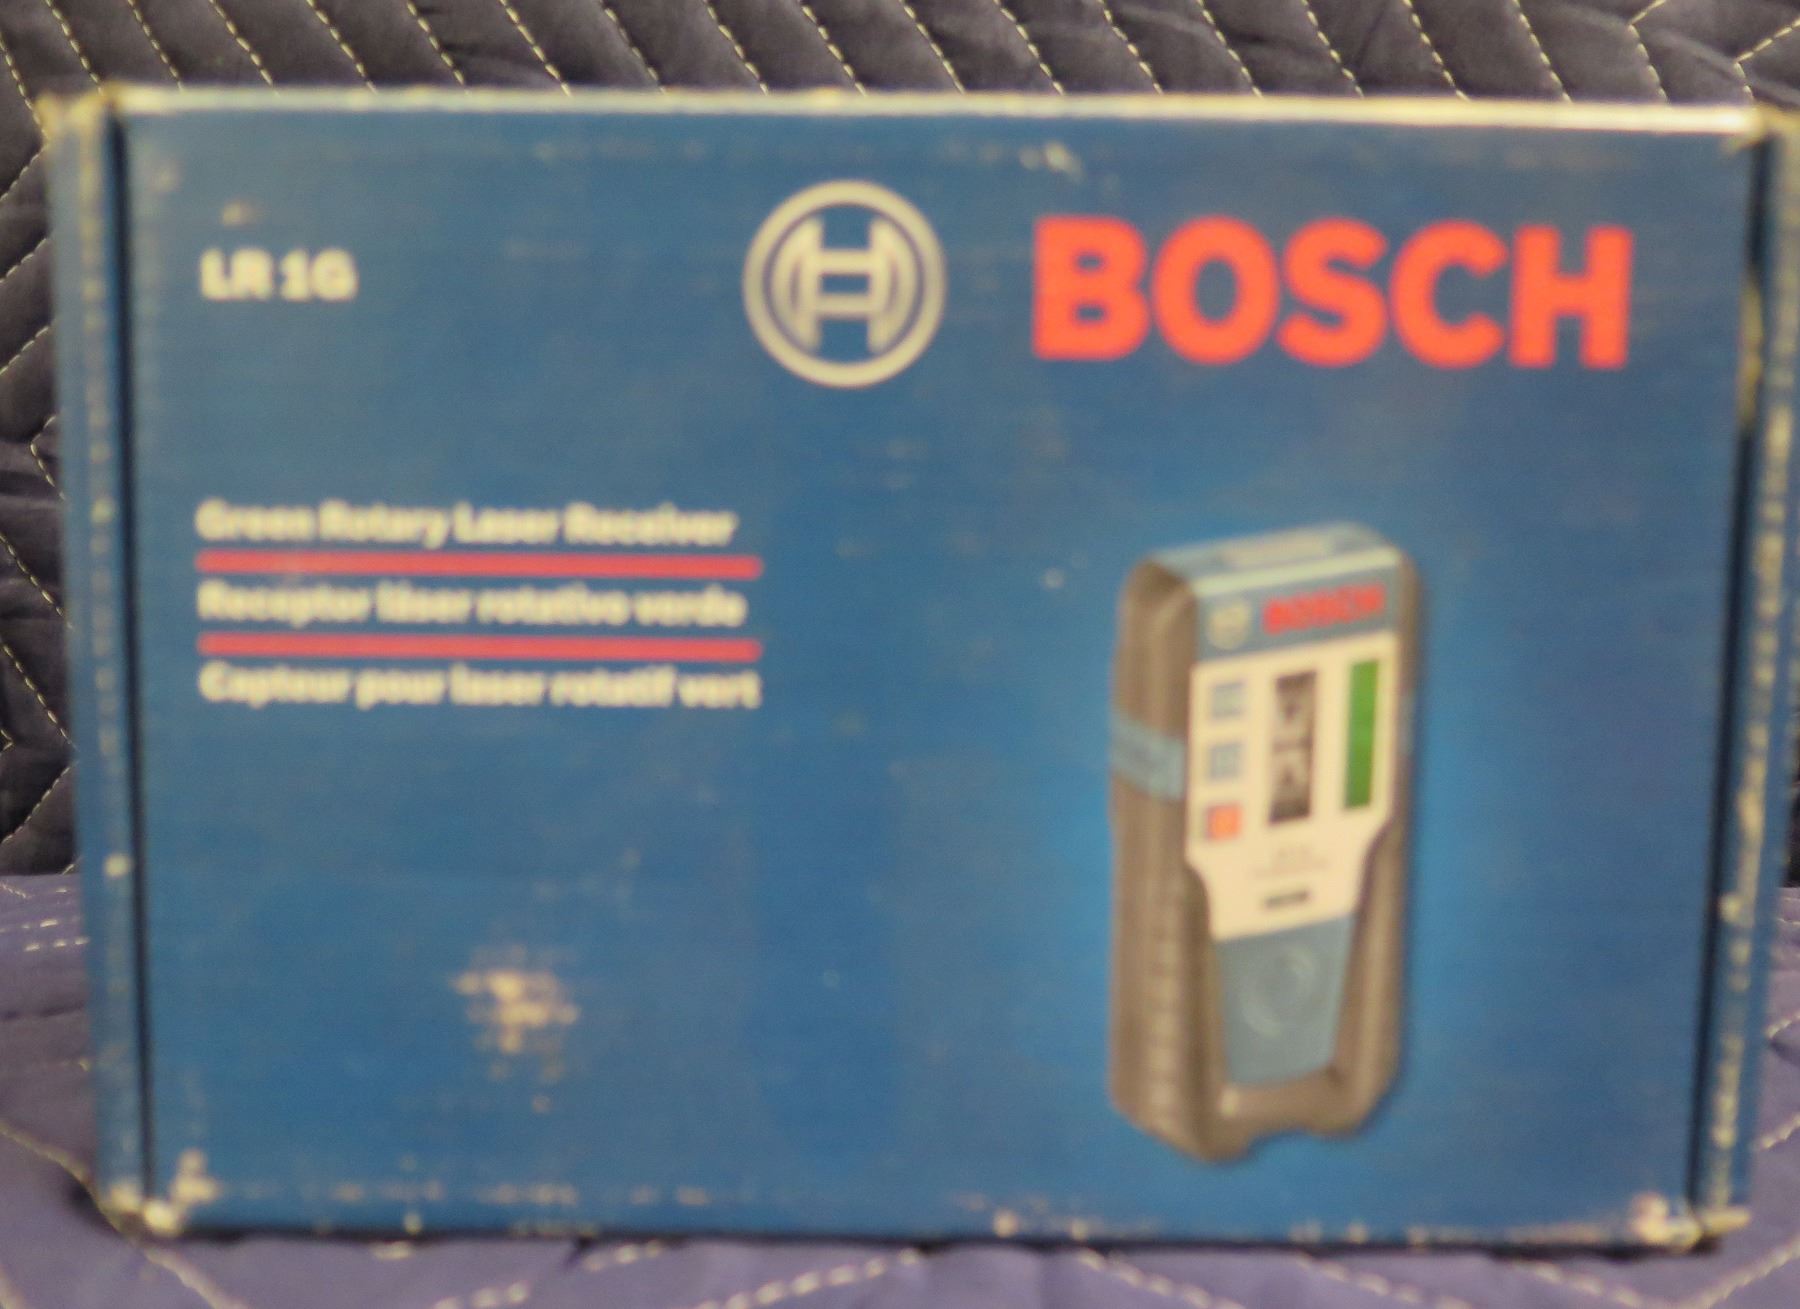 LR 1G
BOSCH
Green Rotary Laser Receiver
Receptor láser rotativo verde
Capteur pour laser rotatif vert
BOSCH